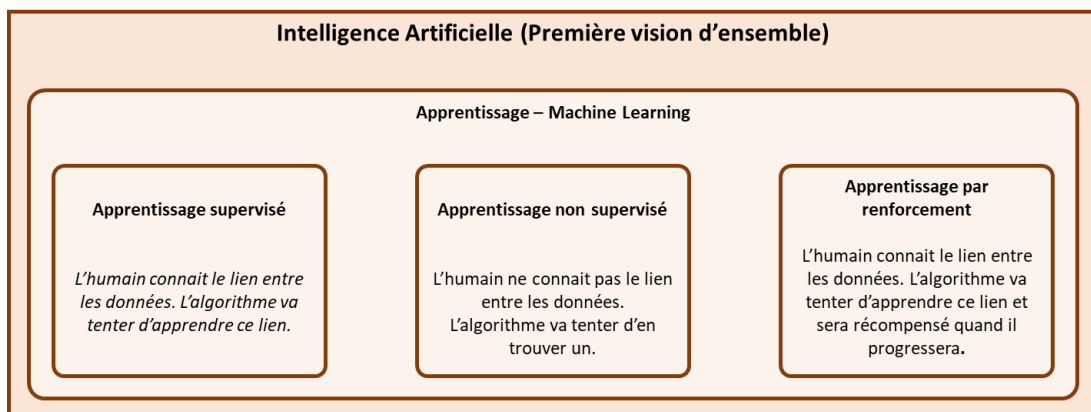 Intelligence Artificielle (Première vision d'ensemble)
Apprentissage – Machine Learning
Apprentissage supervisé
L'humain connait le lien entre
les données. L'algorithme va
tenter d'apprendre ce lien.
Apprentissage non supervisé
L'humain ne connait pas le lien
entre les données.
L'algorithme va tenter d'en
trouver un.
Apprentissage par
renforcement
L'humain connait le lien entre
les données. L'algorithme va
tenter d'apprendre ce lien et
sera récompensé quand il
progressera.